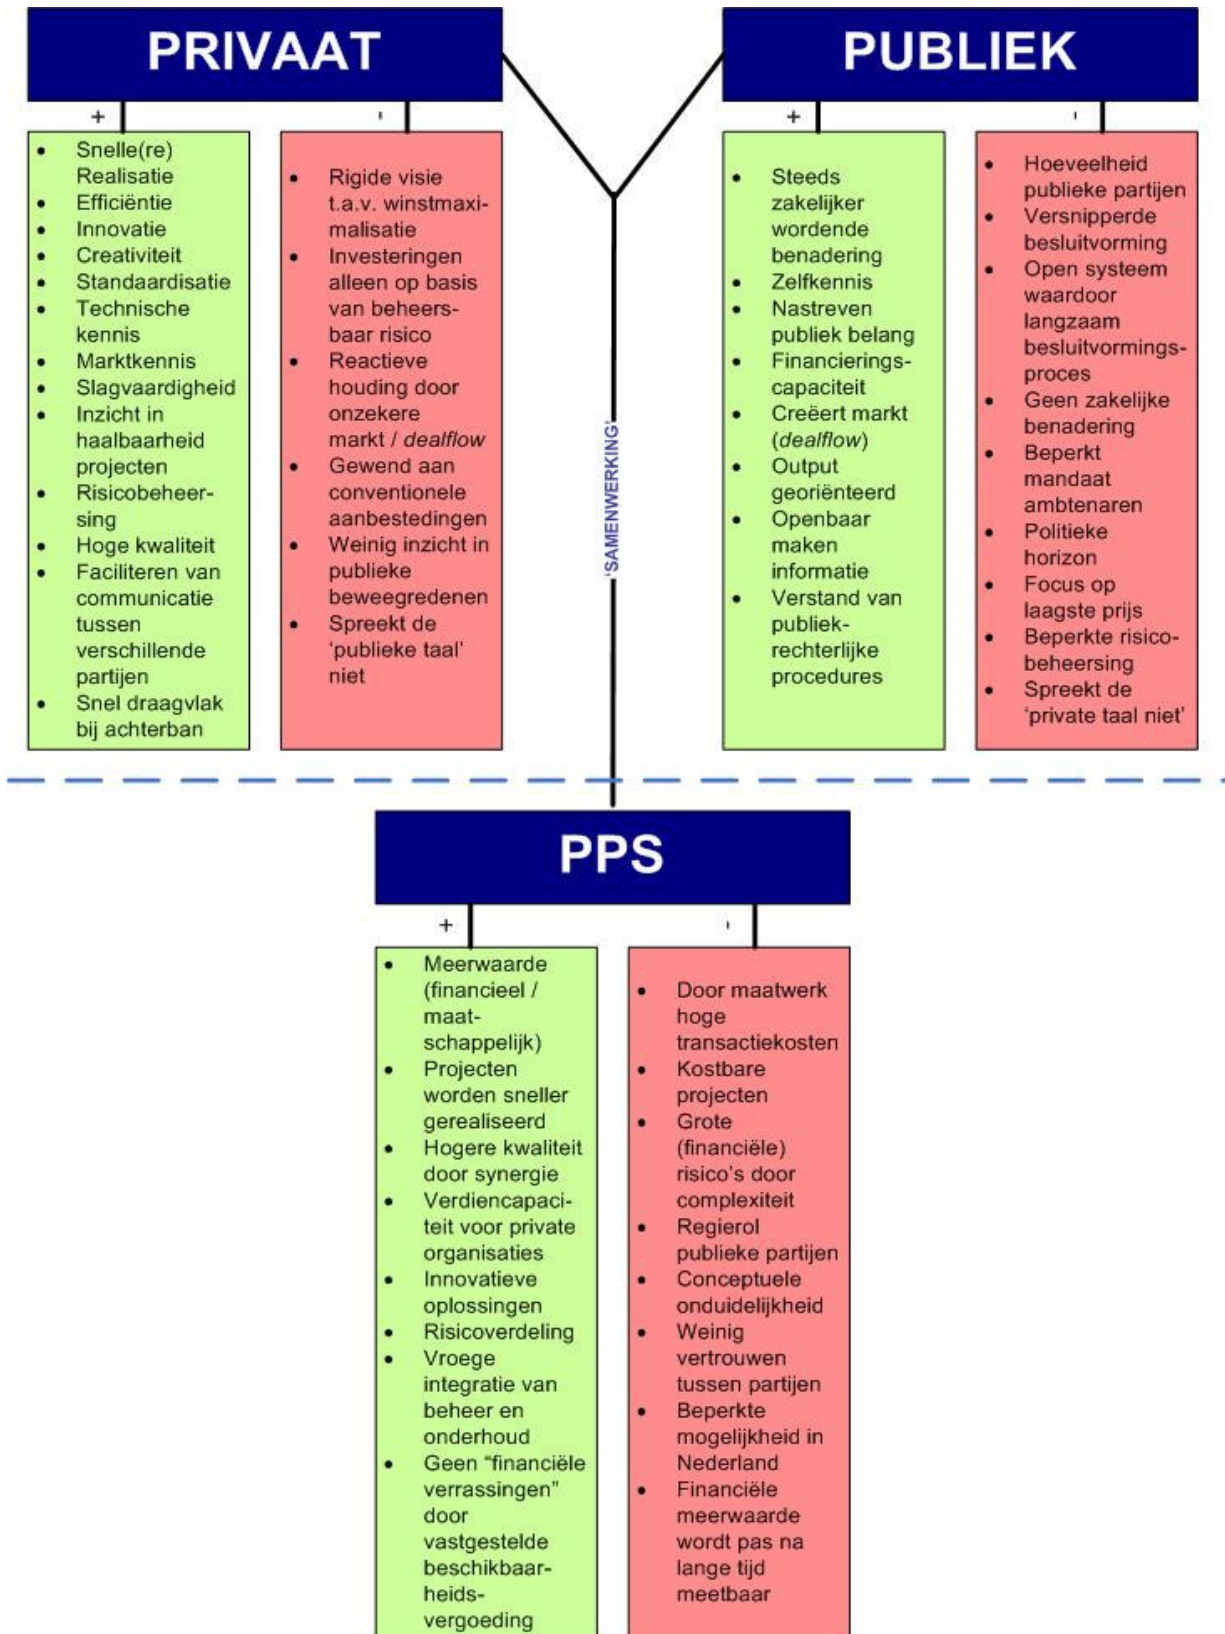 PRIVAAT
+
-
• Snelle(re)
Realisatie
• Efficiëntie
• Innovatie
• Creativiteit
• Standaardisatie
• Technische
kennis
• Marktkennis
• Slagvaardigheid
• Inzicht in
haalbaarheid
projecten
• Risicobeheer-
sing
• Hoge kwaliteit
• Faciliteren van
communicatie
tussen
verschillende
partijen
• Snel draagvlak
bij achterban
• Rigide visie
t.a.v. winstmaxi-
malisatie
• Investeringen
alleen op basis
van beheers-
baar risico
• Reactieve
houding door
onzekere
markt / dealflow
• Gewend aan
conventionele
aanbestedingen
• Weinig inzicht in
publieke
beweegredenen
• Spreekt de
‘publieke taal’
niet
‘SAMENWERKING’
PUBLIEK
+
-
• Steeds
zakelijker
wordende
benadering
• Zelfkennis
• Nastreven
publiek belang
• Financierings-
capaciteit
• Creëert markt
(dealflow)
• Output
georiënteerd
• Openbaar
maken
informatie
• Verstand van
publiek-
rechterlijke
procedures
• Hoeveelheid
publieke partijen
• Versnipperde
besluitvorming
• Open systeem
waardoor
langzaam
besluitvormings-
proces
• Geen zakelijke
benadering
• Beperkt
mandaat
ambtenaren
• Politieke
horizon
• Focus op
laagste prijs
• Beperkte risico-
beheersing
• Spreekt de
‘private taal niet’
PPS
+
-
• Meerwaarde
(financieel /
maat-
schappelijk)
• Projecten
worden sneller
gerealiseerd
• Hogere kwaliteit
door synergie
• Verdiencapaci-
teit voor private
organisaties
• Innovatieve
oplossingen
• Risicoverdeling
• Vroege
integratie van
beheer en
onderhoud
• Geen “financiële
verrassingen”
door
vastgestelde
beschikbaar-
heids-
vergoeding
• Door maatwerk
hoge
transactiekosten
• Kostbare
projecten
• Grote
(financiële)
risico’s door
complexiteit
• Regierol
publieke partijen
• Conceptuele
onduidelijkheid
• Weinig
vertrouwen
tussen partijen
• Beperkte
mogelijkheid in
Nederland
• Financiële
meerwaarde
wordt pas na
lange tijd
meetbaar